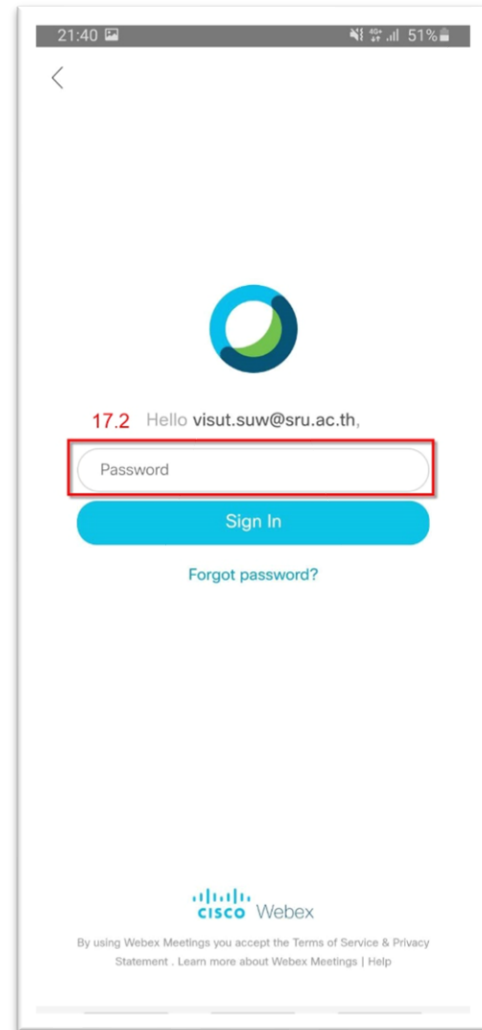 21:40 4G+ 51%
17.2 Hello visut.suw@sru.ac.th,
Password
Sign In
Forgot password?
CISCO Webex
By using Webex Meetings you accept the Terms of Service & Privacy
Statement . Learn more about Webex Meetings | Help